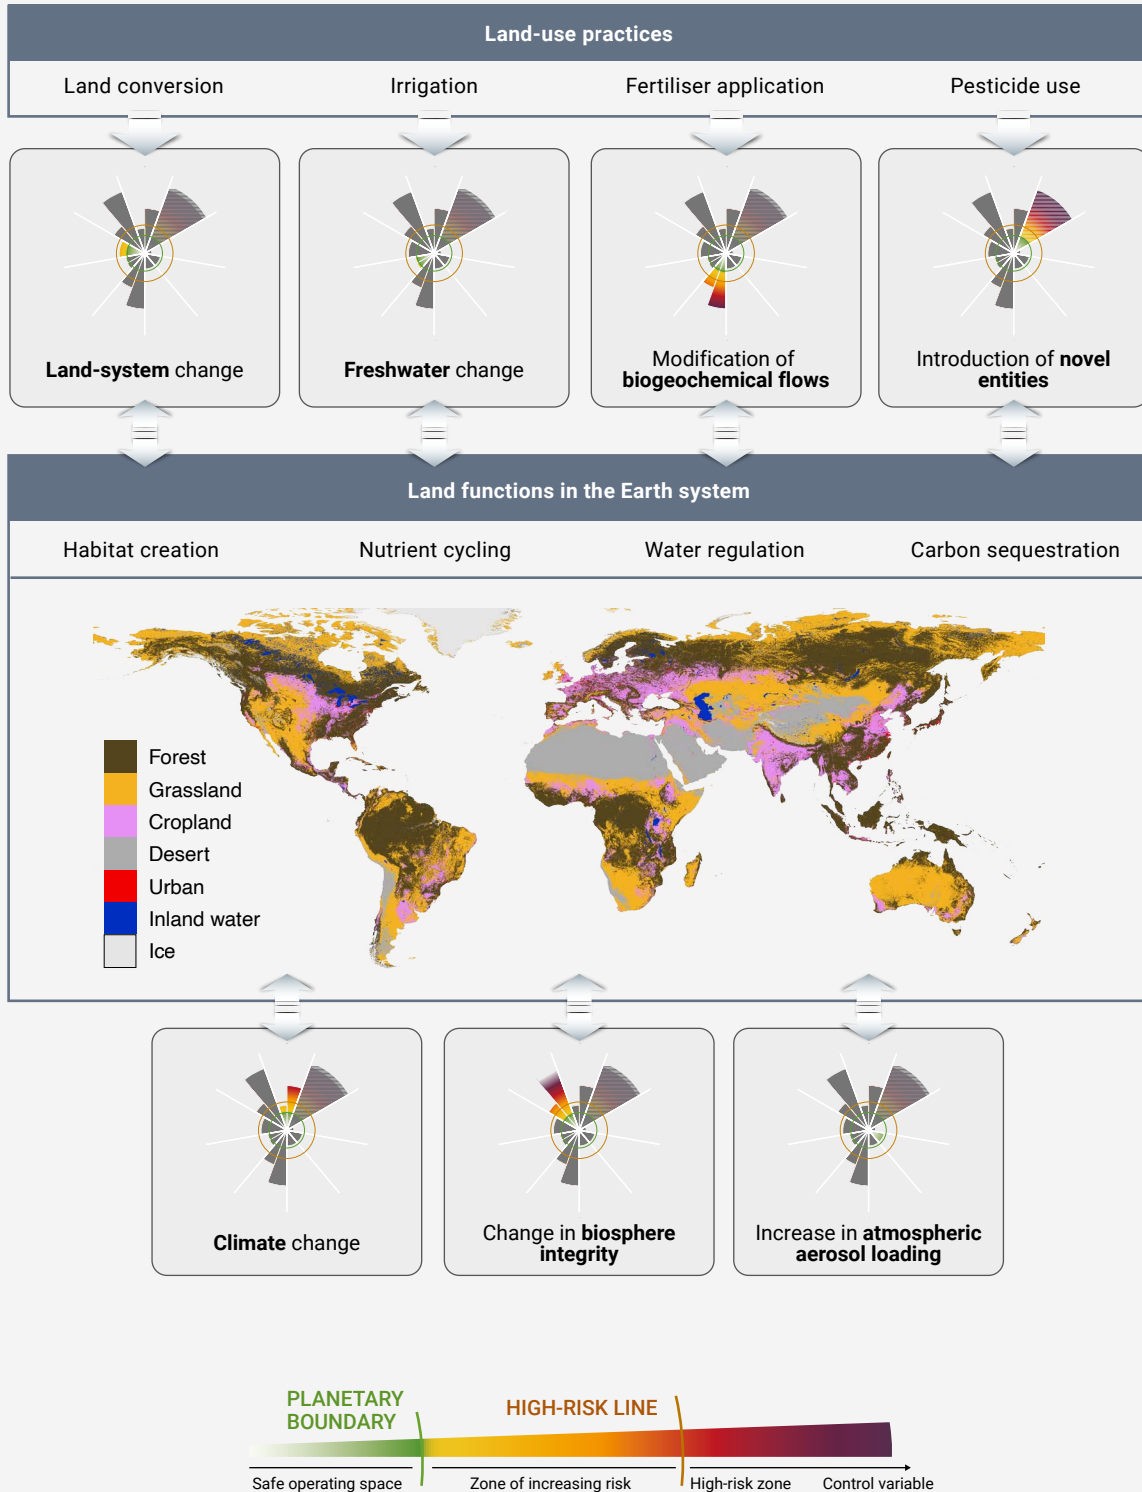 Land-use practices
Land conversion
Irrigation
Fertiliser application
Pesticide use
Land-system change
Freshwater change
Modification of
biogeochemical flows
Introduction of novel
entities
Land functions in the Earth system
Habitat creation
Nutrient cycling
Water regulation
Carbon sequestration
Forest
Grassland
Cropland
Desert
Urban
Inland water
Ice
Climate change
Change in biosphere
integrity
Increase in atmospheric
aerosol loading
PLANETARY
BOUNDARY
HIGH-RISK LINE
Safe operating space
Zone of increasing risk
High-risk zone
Control variable